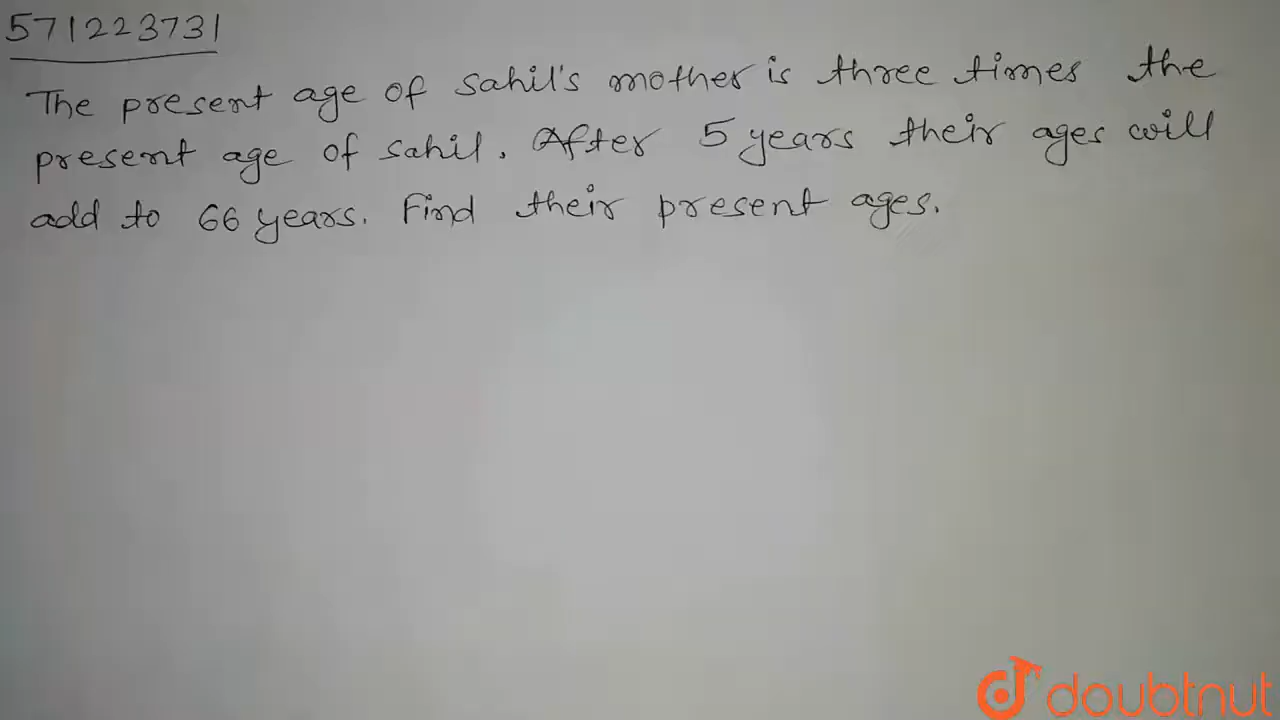 571223731
The present age of Sahil's mother is three times the
present age of Sahil. After 5 years their ages will
add to 66 years. Find their present ages.
doubtnut